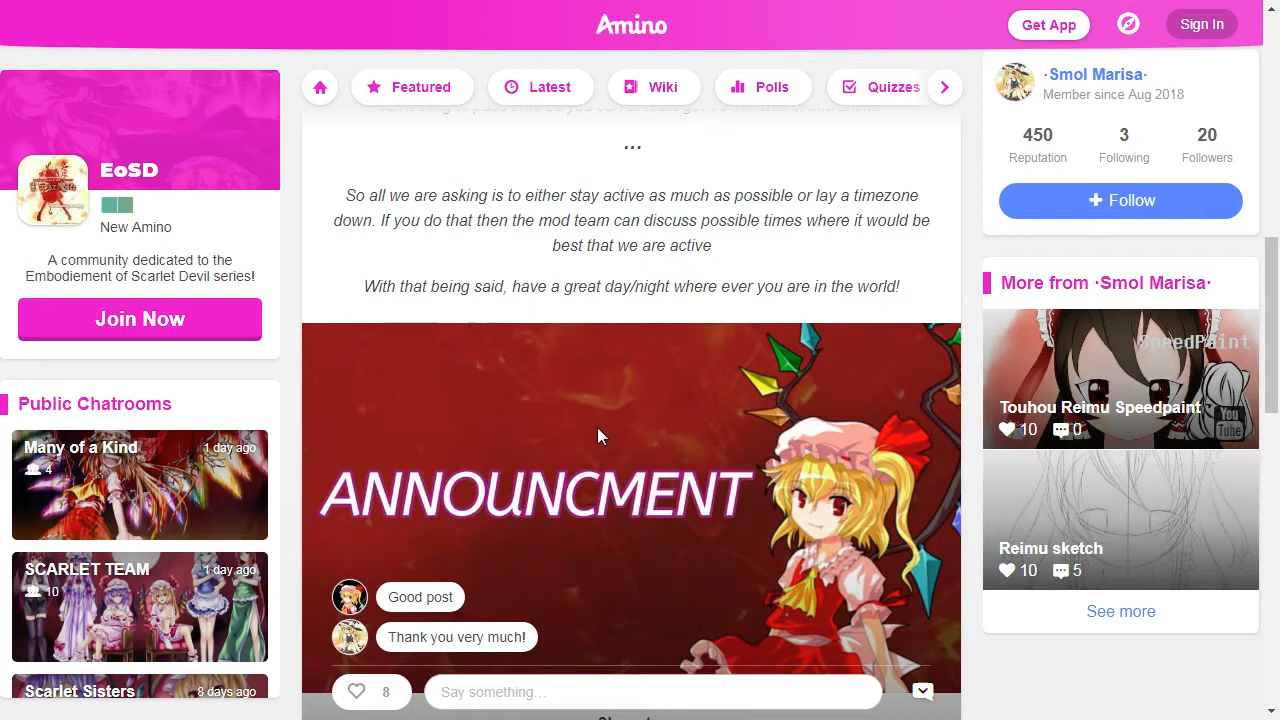 Amino
Get App
Sign In
Featured
Latest
Wiki
Polls
Quizzes
EoSD
New Amino
A community dedicated to the
Embodiement of Scarlet Devil series!
Join Now
Public Chatrooms
Many of a Kind
1 day ago
4
SCARLET TEAM
1 day ago
10
Scarlet Sisters
8 days ago
...
So all we are asking is to either stay active as much as possible or lay a timezone
down. If you do that then the mod team can discuss possible times where it would be
best that we are active
With that being said, have a great day/night where ever you are in the world!
ANNOUNCMENT
Good post
Thank you very much!
8
Say something...
·Smol Marisa·
Member since Aug 2018
450
3
20
Reputation
Following
Followers
+ Follow
More from ·Smol Marisa·
SpeedPaint
Touhou Reimu Speedpaint
10
0
You
Tube
Reimu sketch
10
5
See more